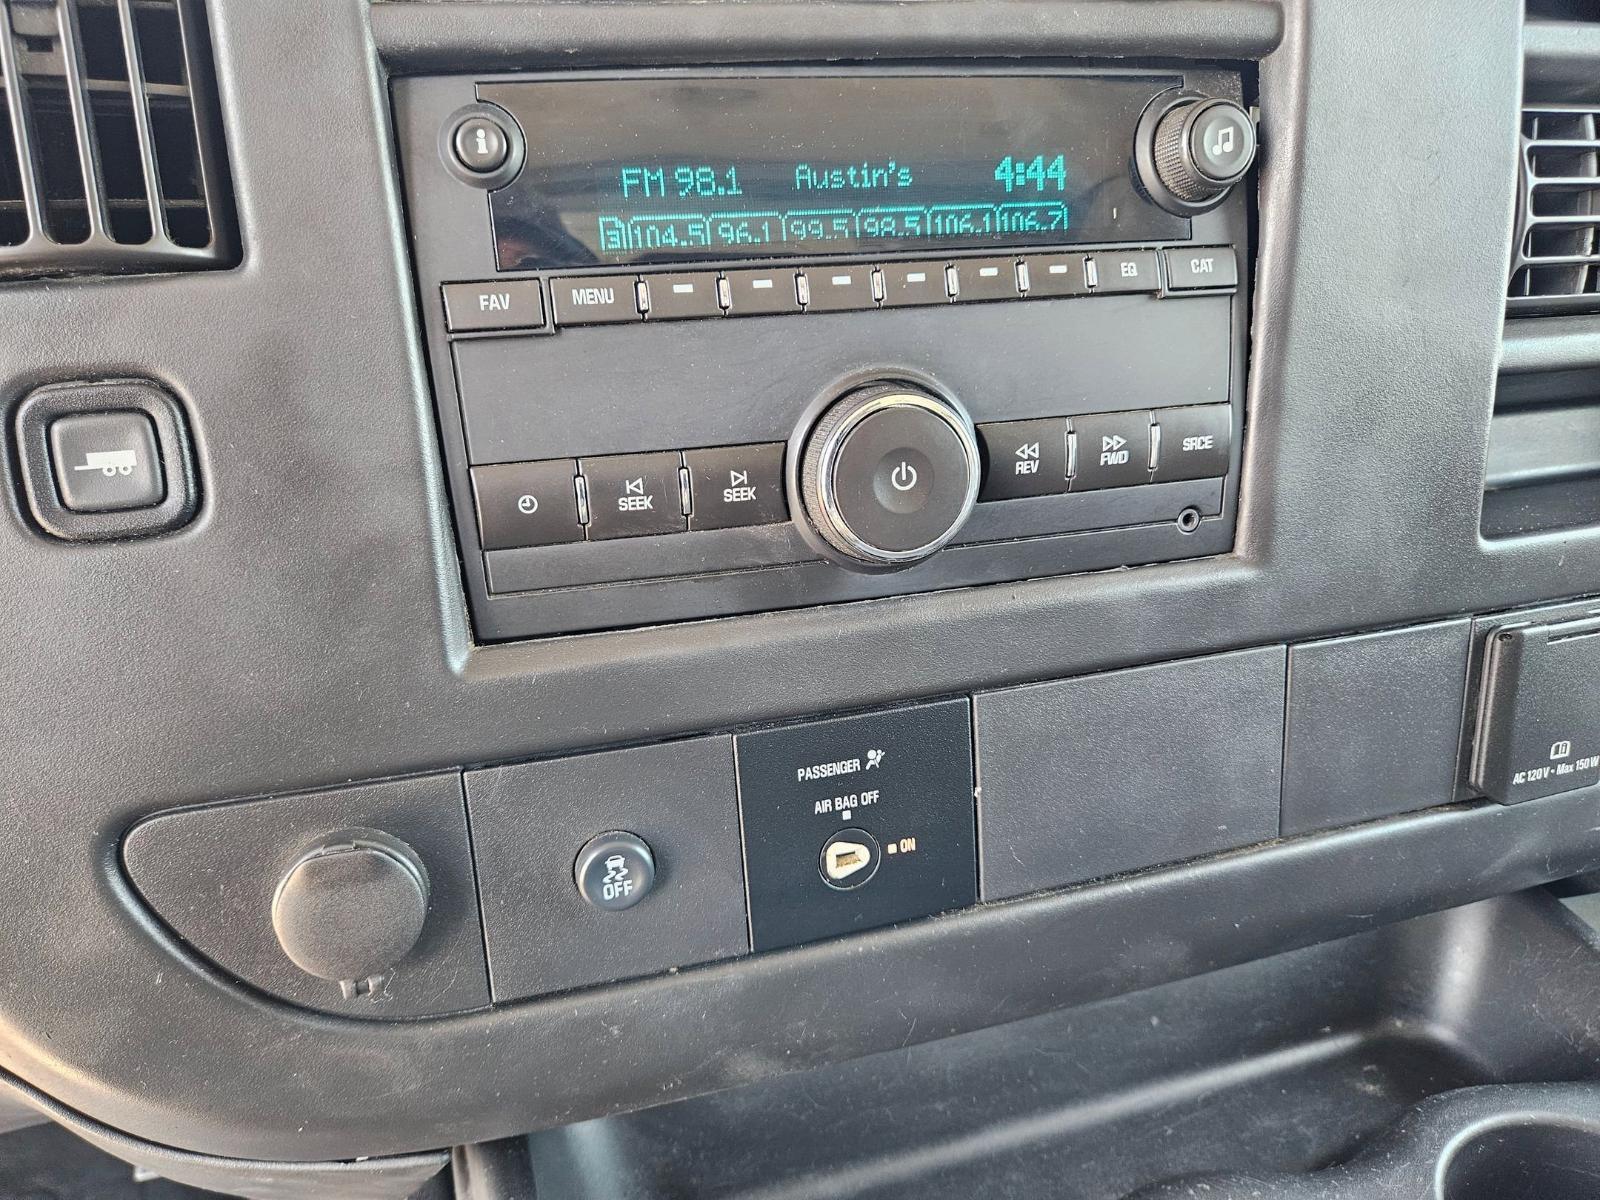 FM 98.1 Austin's 4:44
3 104.5 96.1 99.5 98.5 106.1 106.7
FAV MENU EQ CAT
SEEK SEEK REV FWD SRCE
PASSENGER
AIR BAG OFF
ON
OFF
AC 120V • Max 150W